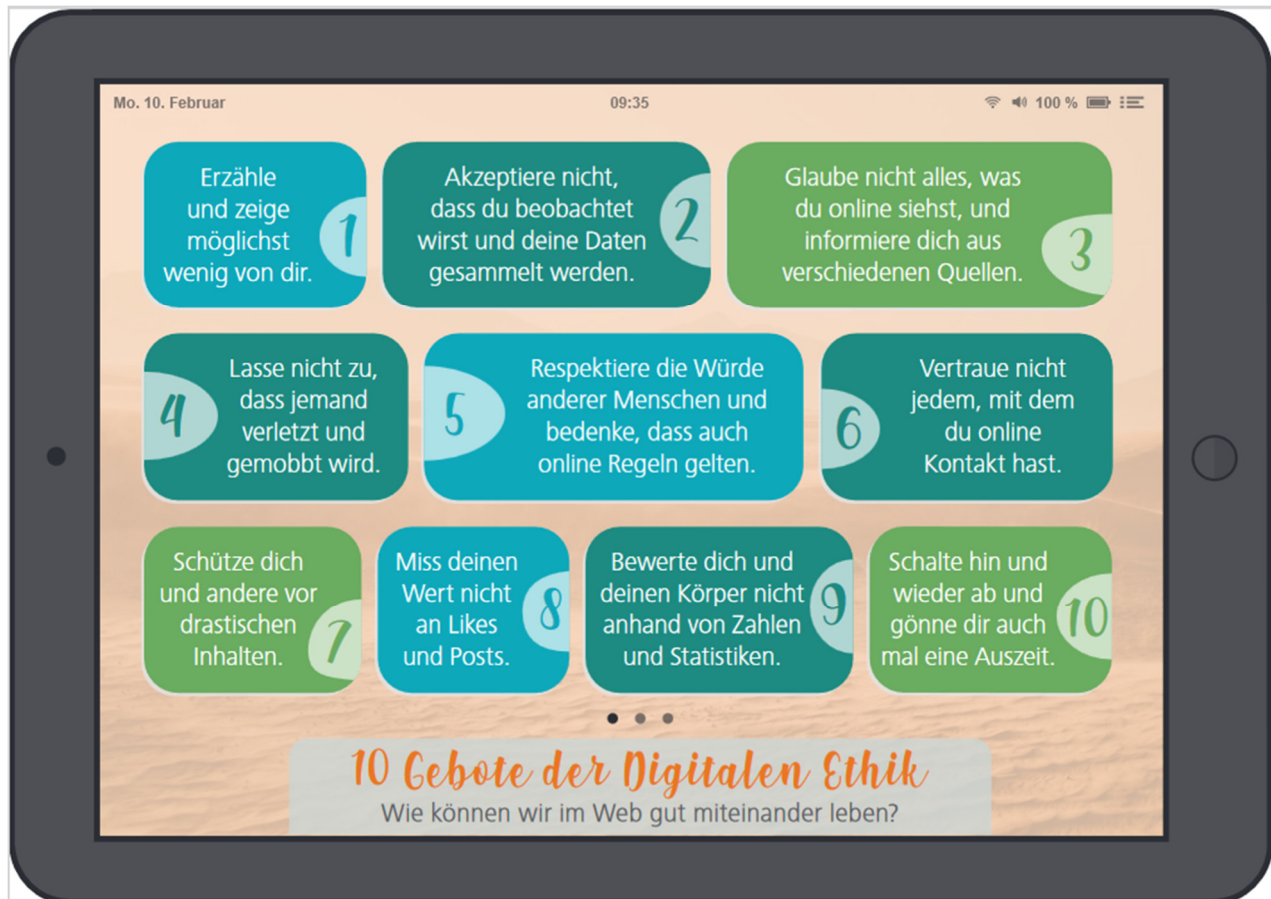 Mo. 10. Februar
09:35
100 %
Erzähle
und zeige
möglichst
wenig von dir.
1
Akzeptiere nicht,
dass du beobachtet
wirst und deine Daten
gesammelt werden.
2
Glaube nicht alles, was
du online siehst, und
informiere dich aus
verschiedenen Quellen.
3
4
Lasse nicht zu,
dass jemand
verletzt und
gemobbt wird.
5
Respektiere die Würde
anderer Menschen und
bedenke, dass auch
online Regeln gelten.
6
Vertraue nicht
jedem, mit dem
du online
Kontakt hast.
Schütze dich
und andere vor
drastischen
Inhalten.
7
Miss deinen
Wert nicht
an Likes
und Posts.
8
Bewerte dich und
deinen Körper nicht
anhand von Zahlen
und Statistiken.
9
Schalte hin und
wieder ab und
gönne dir auch
mal eine Auszeit.
10
10 Gebote der Digitalen Ethik
Wie können wir im Web gut miteinander leben?